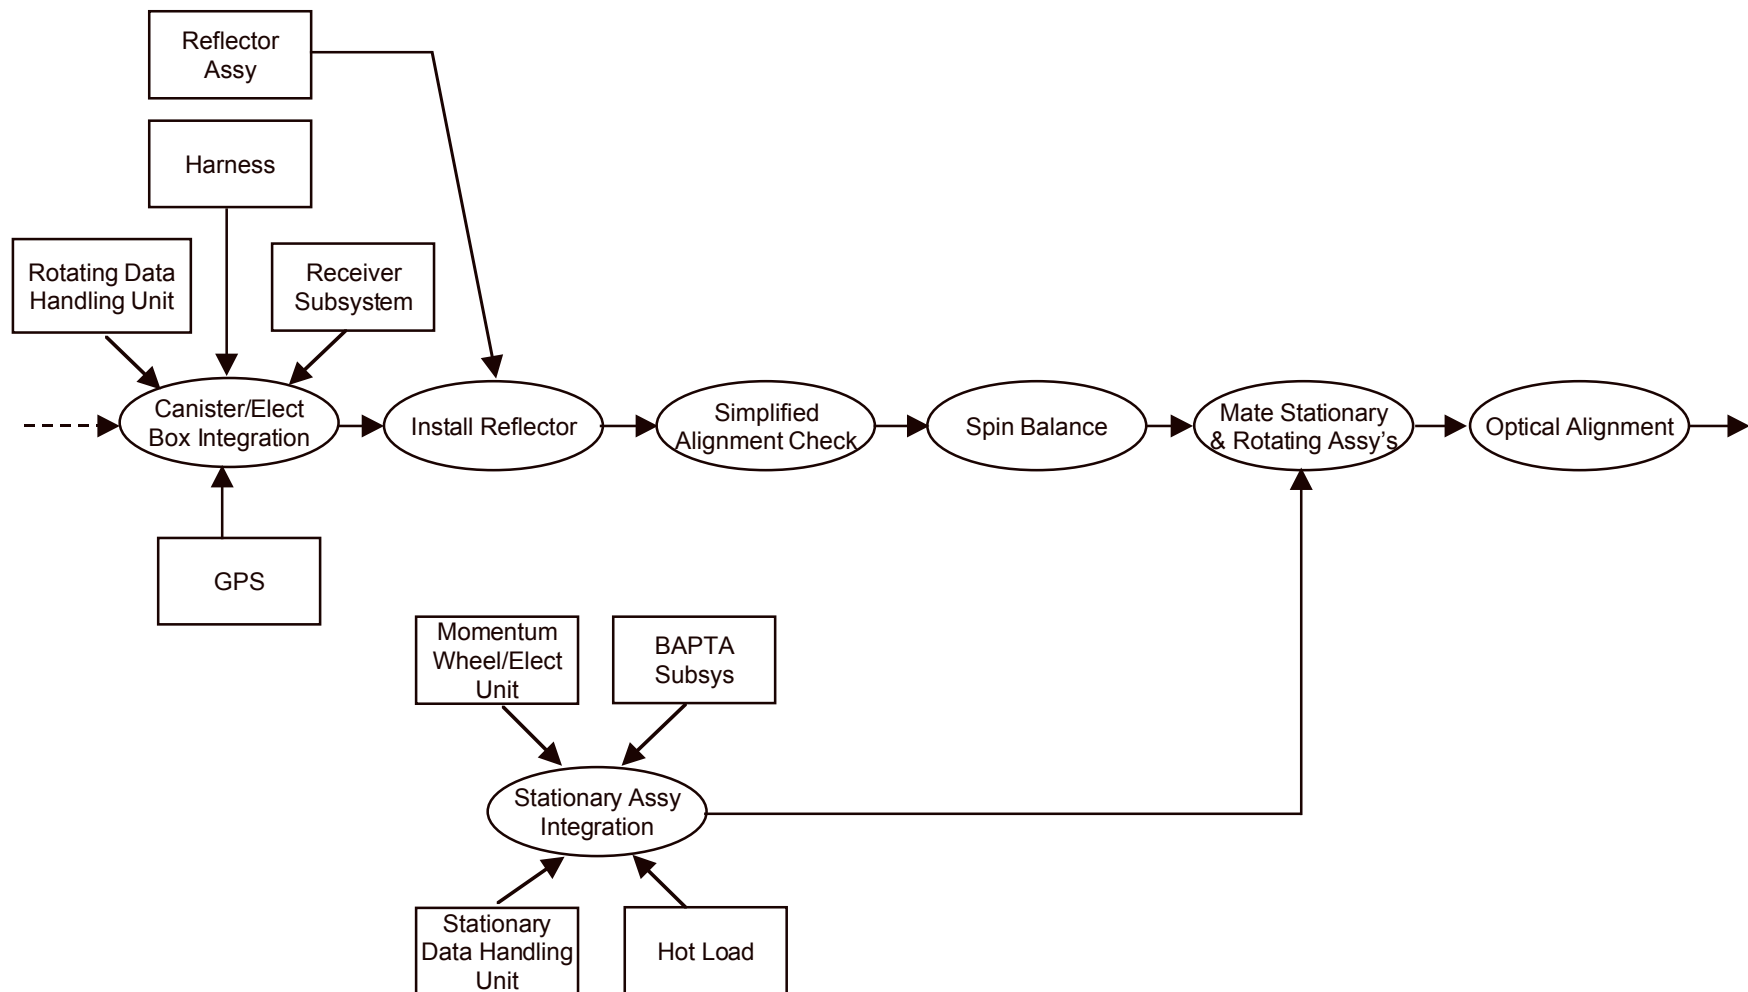 Reflector
Assy
Harness
Rotating Data
Handling Unit
Receiver
Subsystem
Canister/Elect
Box Integration
Install Reflector
Simplified
Alignment Check
Spin Balance
Mate Stationary
& Rotating Assy’s
Optical Alignment
GPS
Momentum
Wheel/Elect
Unit
BAPTA
Subsys
Stationary Assy
Integration
Stationary
Data Handling
Unit
Hot Load